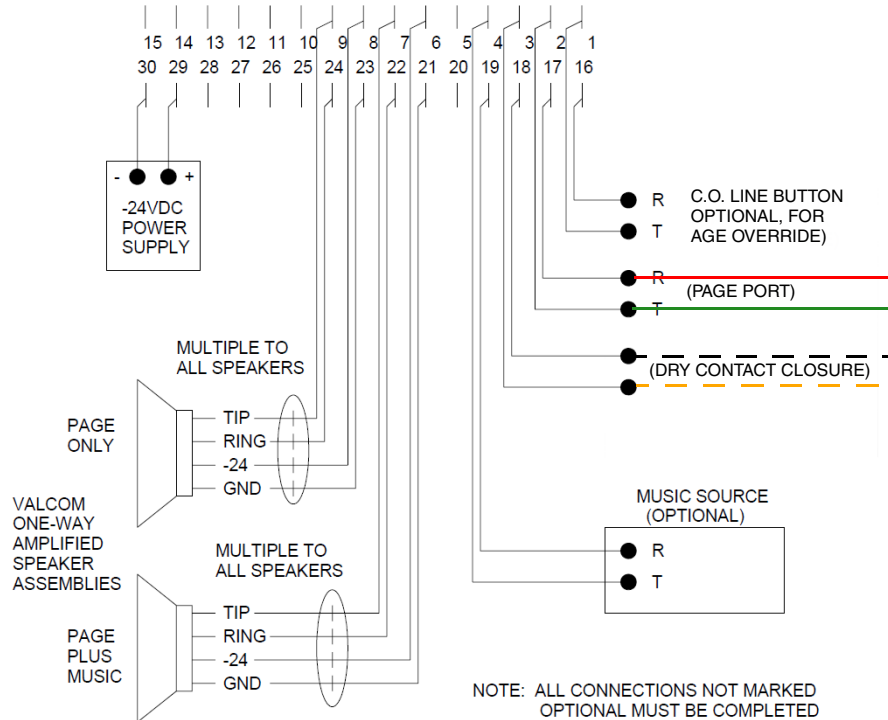 15 14 13 12 11 10 9 8 7 6 5 4 3 2 1
30 29 28 27 26 25 24 23 22 21 20 19 18 17 16
- +
-24VDC
POWER
SUPPLY
R
T
C.O. LINE BUTTON
OPTIONAL, FOR
AGE OVERRIDE)
R
T
(PAGE PORT)
(DRY CONTACT CLOSURE)
MULTIPLE TO
ALL SPEAKERS
PAGE
ONLY
TIP
RING
-24
GND
VALCOM
ONE-WAY
AMPLIFIED
SPEAKER
ASSEMBLIES
MULTIPLE TO
ALL SPEAKERS
PAGE
PLUS
MUSIC
TIP
RING
-24
GND
MUSIC SOURCE
(OPTIONAL)
R
T
NOTE: ALL CONNECTIONS NOT MARKED
OPTIONAL MUST BE COMPLETED